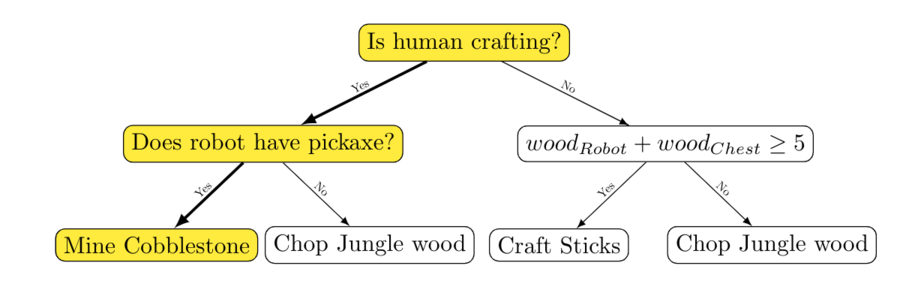 Is human crafting?
Yes
No
Does robot have pickaxe?
wood_{Robot} + wood_{Chest} ≥ 5
Yes
No
Yes
No
Mine Cobblestone
Chop Jungle wood
Craft Sticks
Chop Jungle wood